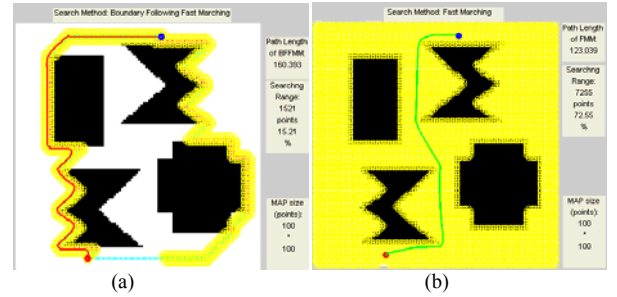 Search Method: Boundary Following Fast Marching
Path Length
of BFFMM:
160.393
Searchng
Range:
1521
points
15.21
%
MAP size
(points):
100
*
100
(a)
Search Method: Fast Marching
Path Length
of FMM:
123.039
Searchng
Range:
7255
points
72.55
%
MAP size
(points):
100
*
100
(b)